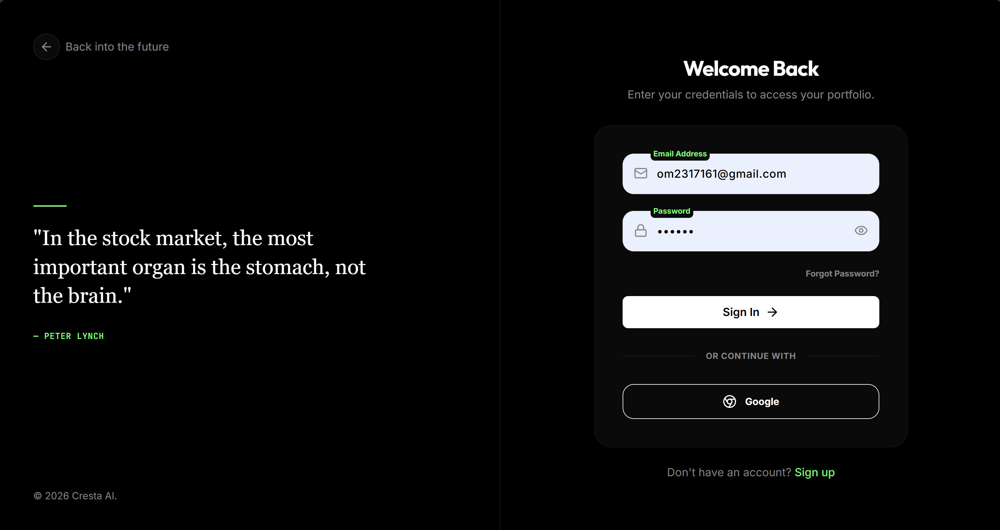 Back into the future
"In the stock market, the most
important organ is the stomach, not
the brain."
— PETER LYNCH
© 2026 Cresta AI.
Welcome Back
Enter your credentials to access your portfolio.
Email Address
om2317161@gmail.com
Password
••••••
Forgot Password?
Sign In
OR CONTINUE WITH
Google
Don't have an account? Sign up